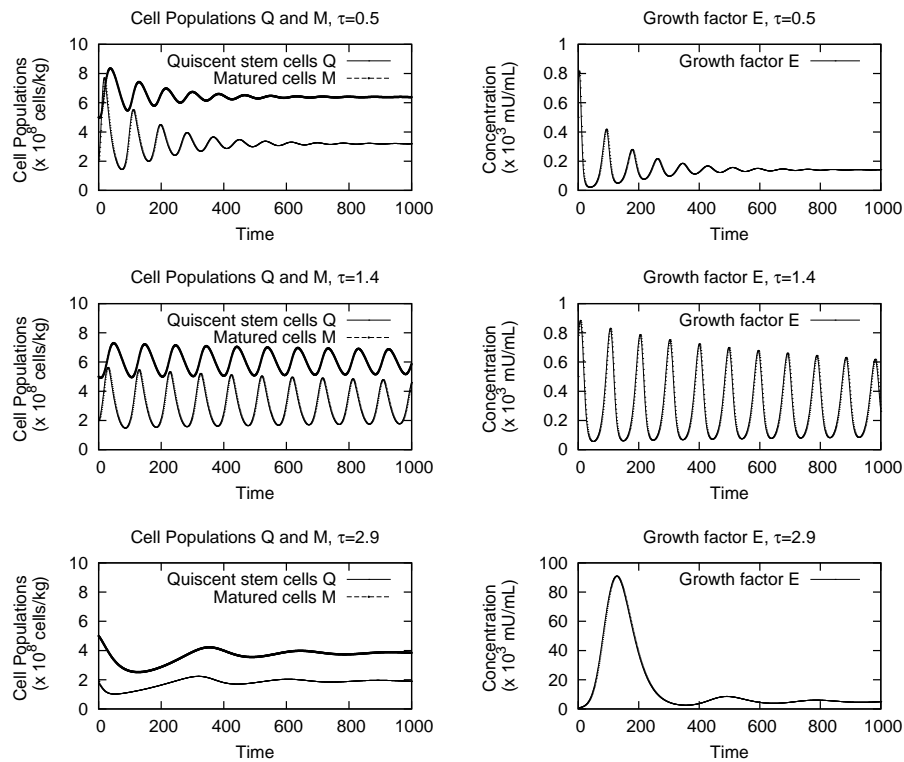 Cell Populations Q and M, τ=0.5
Cell Populations
(x 10⁸ cells/kg)
10
8
6
4
2
0
Quiscent stem cells Q
Matured cells M
0 200 400 600 800 1000
Time
Growth factor E, τ=0.5
Concentration
(x 10³ mU/mL)
1
0.8
0.6
0.4
0.2
0
Growth factor E
0 200 400 600 800 1000
Time
Cell Populations Q and M, τ=1.4
Cell Populations
(x 10⁸ cells/kg)
10
8
6
4
2
0
Quiscent stem cells Q
Matured cells M
0 200 400 600 800 1000
Time
Growth factor E, τ=1.4
Concentration
(x 10³ mU/mL)
1
0.8
0.6
0.4
0.2
0
Growth factor E
0 200 400 600 800 1000
Time
Cell Populations Q and M, τ=2.9
Cell Populations
(x 10⁸ cells/kg)
10
8
6
4
2
0
Quiscent stem cells Q
Matured cells M
0 200 400 600 800 1000
Time
Growth factor E, τ=2.9
Concentration
(x 10³ mU/mL)
100
80
60
40
20
0
Growth factor E
0 200 400 600 800 1000
Time